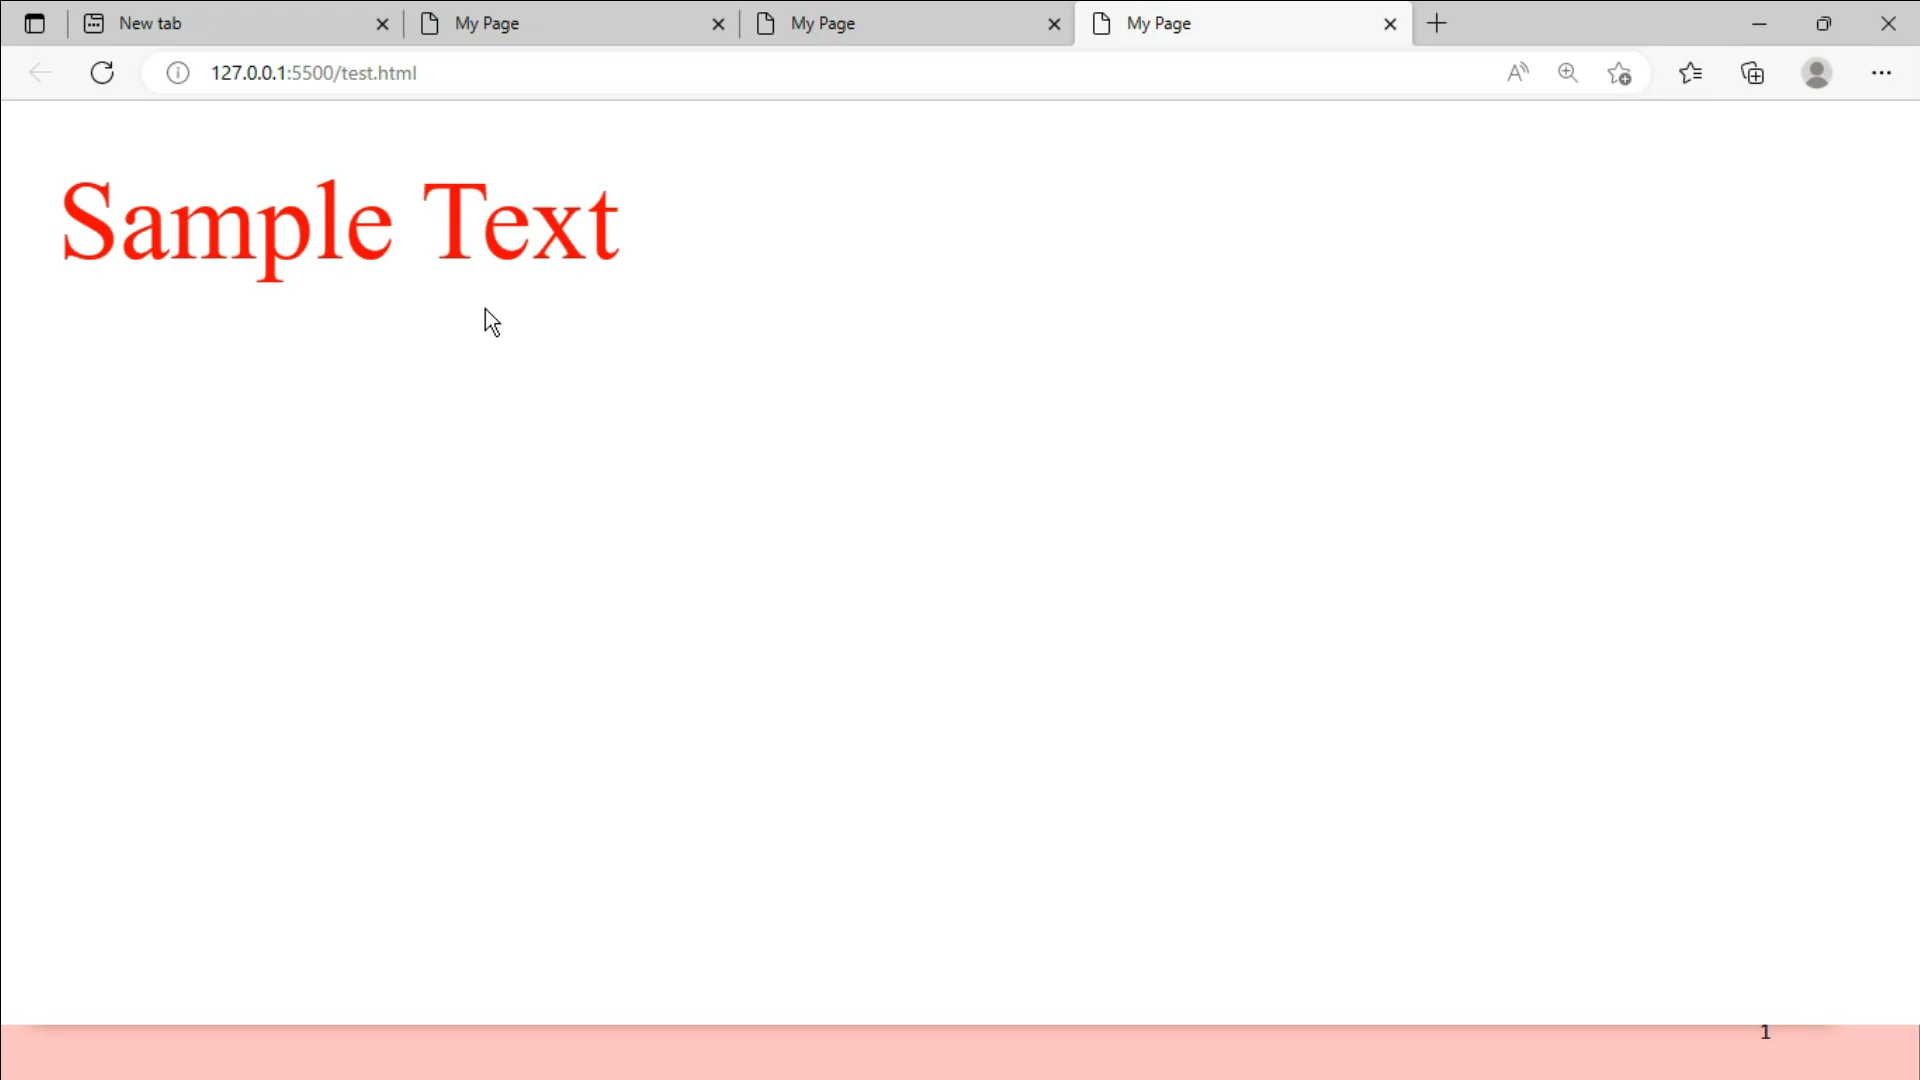 New tab
My Page
My Page
My Page
127.0.0.1:5500/test.html
Sample Text
1